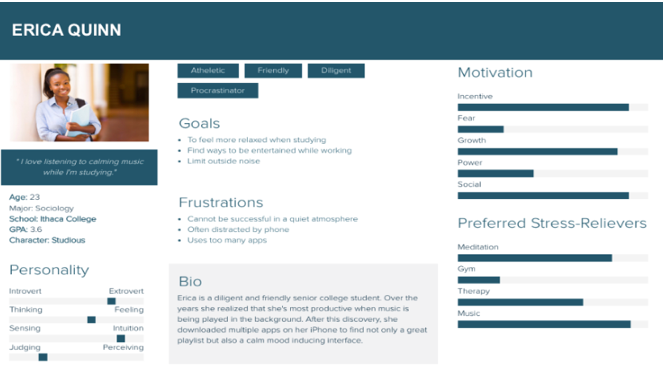 ERICA QUINN
" I love listening to calming music
while I'm studying."
Age: 23
Major: Sociology
School: Ithaca College
GPA: 3.6
Character: Studious
Personality
Introvert Extrovert
Thinking Feeling
Sensing Intuition
Judging Perceiving
Atheletic Friendly Diligent
Procrastinator
Goals
• To feel more relaxed when studying
• Find ways to be entertained while working
• Limit outside noise
Frustrations
• Cannot be successful in a quiet atmosphere
• Often distracted by phone
• Uses too many apps
Bio
Erica is a diligent and friendly senior college student. Over the
years she realized that she's most productive when music is
being played in the background. After this discovery, she
downloaded multiple apps on her iPhone to find not only a great
playlist but also a calm mood inducing interface.
Motivation
Incentive
Fear
Growth
Power
Social
Preferred Stress-Relievers
Meditation
Gym
Therapy
Music